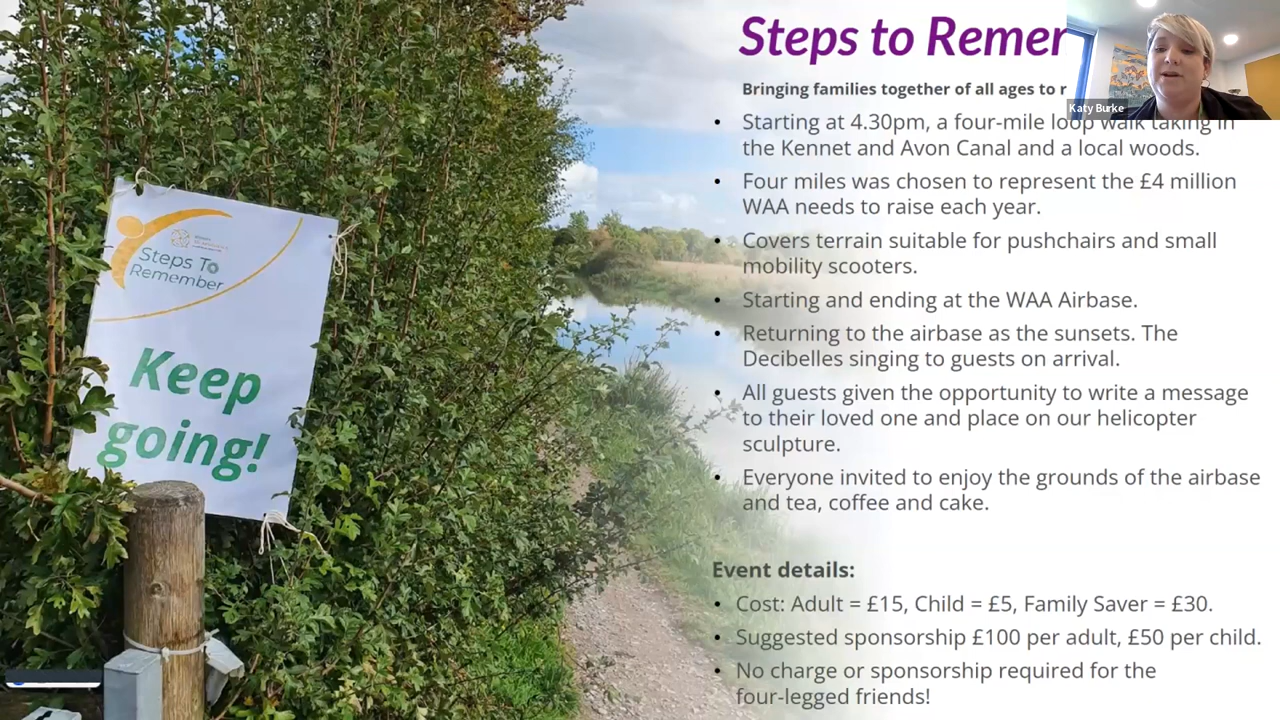 Steps to Remer
Bringing families together of all ages to r
Katy Burke
• Starting at 4.30pm, a four-mile loop walk taking in
the Kennet and Avon Canal and a local woods.
• Four miles was chosen to represent the £4 million
WAA needs to raise each year.
• Covers terrain suitable for pushchairs and small
mobility scooters.
• Starting and ending at the WAA Airbase.
• Returning to the airbase as the sunsets. The
Decibelles singing to guests on arrival.
• All guests given the opportunity to write a message
to their loved one and place on our helicopter
sculpture.
• Everyone invited to enjoy the grounds of the airbase
and tea, coffee and cake.
Event details:
• Cost: Adult = £15, Child = £5, Family Saver = £30.
• Suggested sponsorship £100 per adult, £50 per child.
• No charge or sponsorship required for the
four-legged friends!
Steps To
Remember
Keep
going!